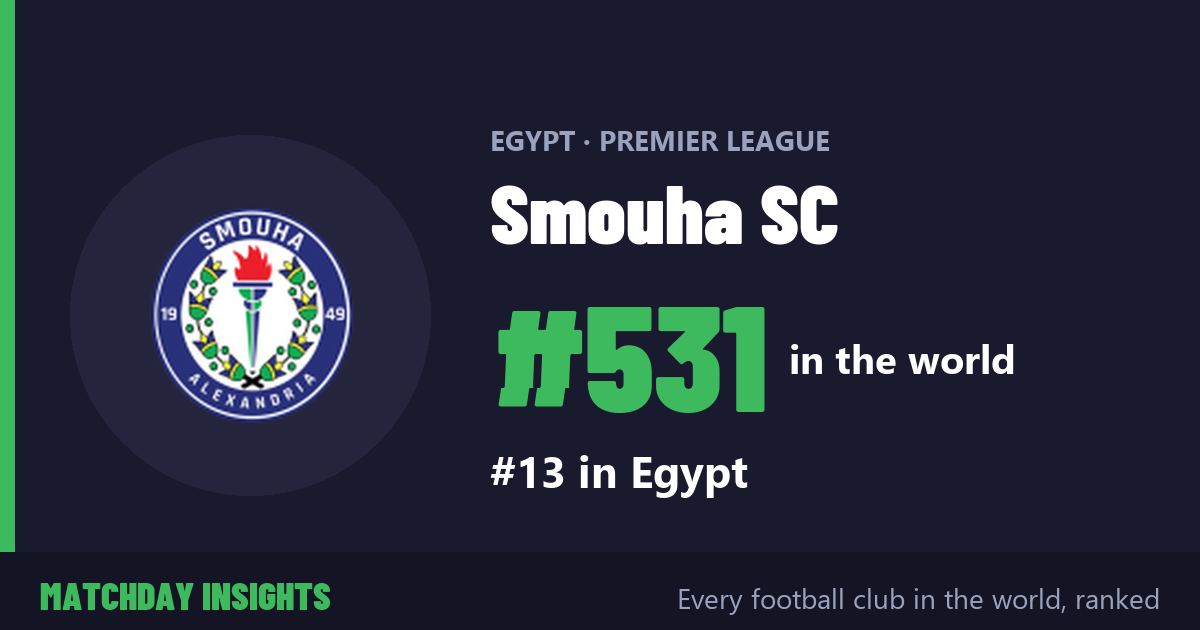 SMOUHA
19 49
ALEXANDRIA
EGYPT · PREMIER LEAGUE
Smouha SC
#531 in the world
#13 in Egypt
MATCHDAY INSIGHTS
Every football club in the world, ranked